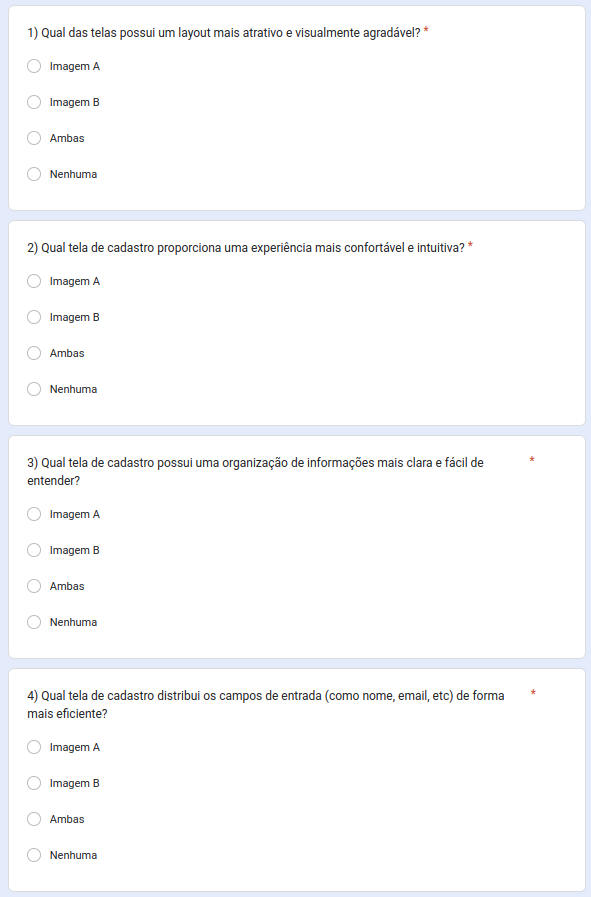 1) Qual das telas possui um layout mais atrativo e visualmente agradável? *
Imagem A
Imagem B
Ambas
Nenhuma
2) Qual tela de cadastro proporciona uma experiência mais confortável e intuitiva? *
Imagem A
Imagem B
Ambas
Nenhuma
3) Qual tela de cadastro possui uma organização de informações mais clara e fácil de *
entender?
Imagem A
Imagem B
Ambas
Nenhuma
4) Qual tela de cadastro distribui os campos de entrada (como nome, email, etc) de forma *
mais eficiente?
Imagem A
Imagem B
Ambas
Nenhuma